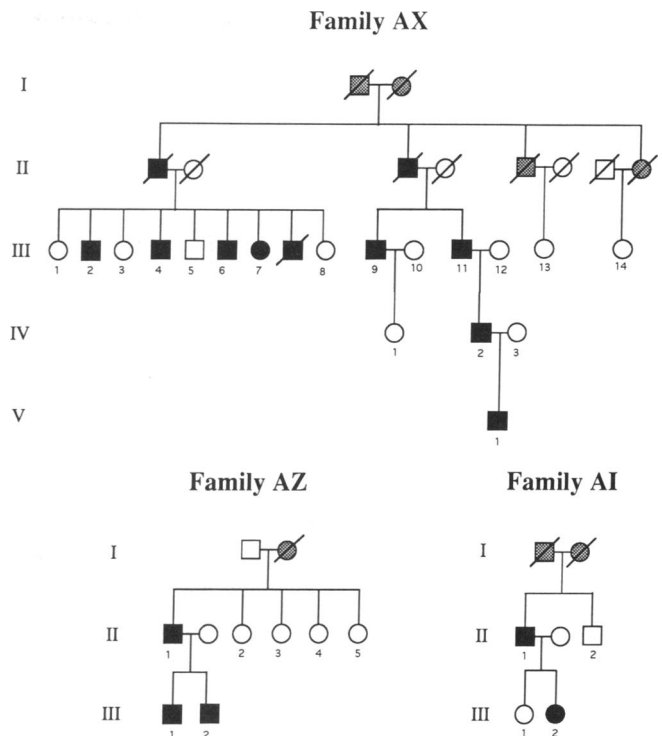 Family AX
I
II
III 1 2 3 4 5 6 7 8 9 10 11 12 13 14
IV 1 2 3
V 1
Family AZ Family AI
I I
II 1 2 3 4 5 II 1 2
III 1 2 III 1 2